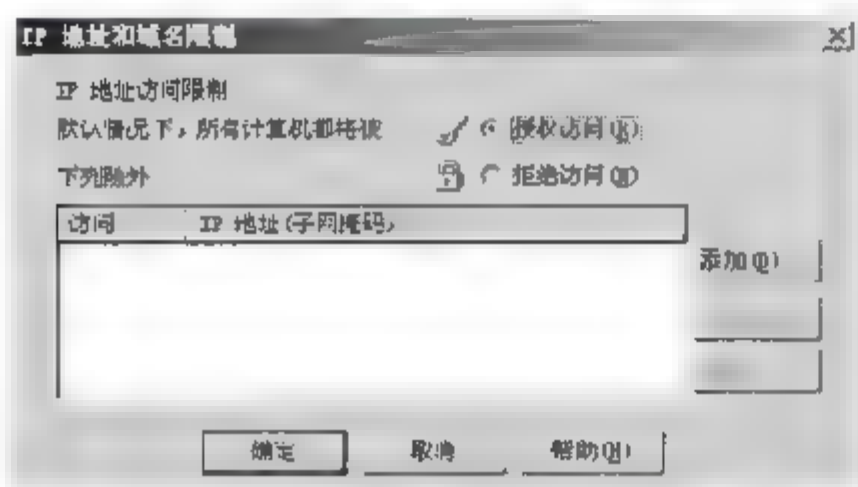 IP 地址和域名限制
IP 地址访问限制
默认情况下，所有计算机都将被
授权访问(R)
下列除外
拒绝访问(N)
访问
IP 地址(子网掩码)
添加(D)
确定
取消
帮助(H)